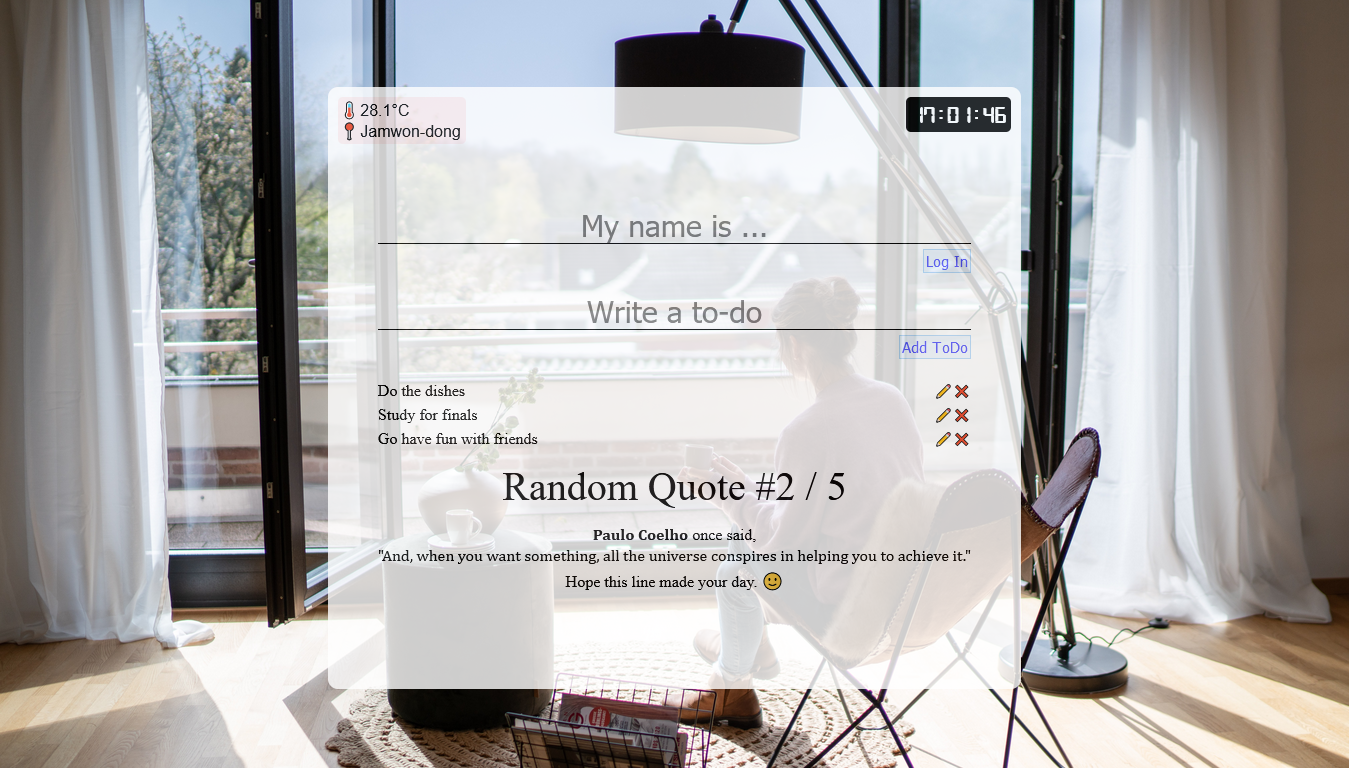 28.1°C
Jamwon-dong
17:01:46
My name is ...
Log In
Write a to-do
Add ToDo
Do the dishes
Study for finals
Go have fun with friends
Random Quote #2 / 5
Paulo Coelho once said,
"And, when you want something, all the universe conspires in helping you to achieve it."
Hope this line made your day.